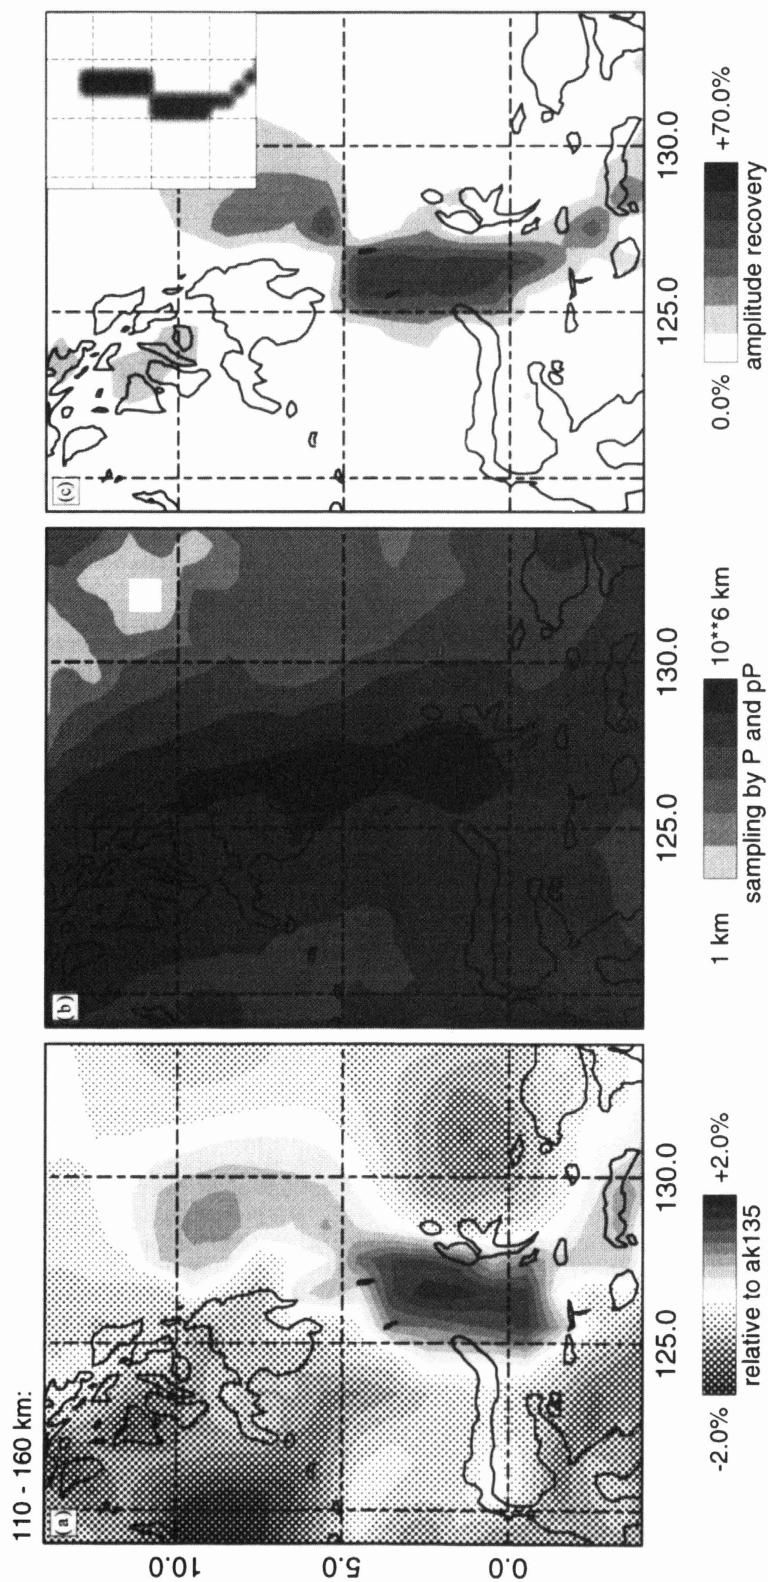 110 - 160 km:
(a)
10.0
5.0
0.0
125.0
130.0
-2.0%
+2.0%
relative to ak135
(b)
125.0
130.0
1 km
10**6 km
sampling by P and pP
(c)
125.0
130.0
0.0%
+70.0%
amplitude recovery